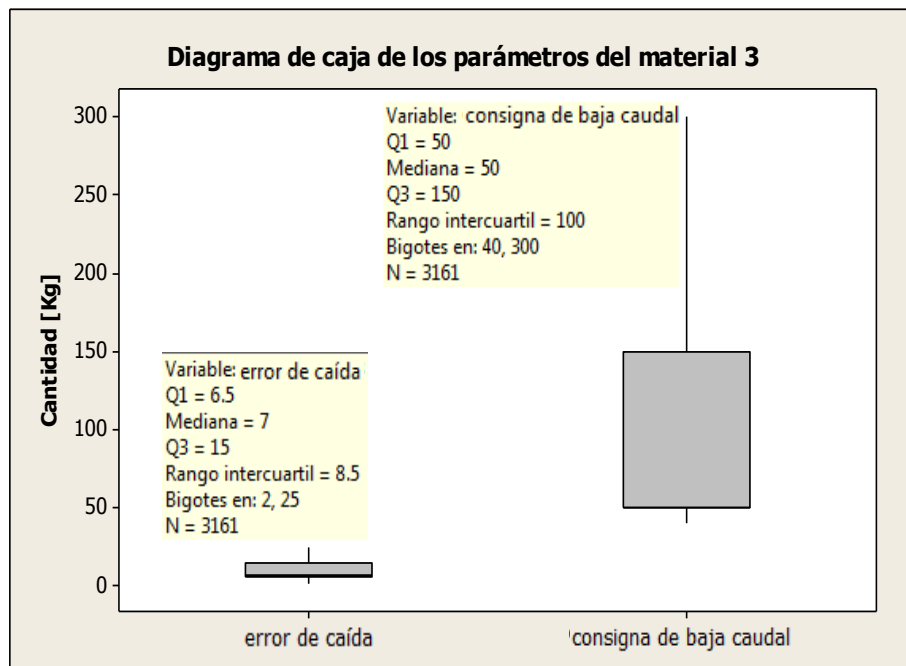 Diagrama de caja de los parámetros del material 3
Cantidad [Kg]
300
250
200
150
100
50
0
Variable: consigna de baja caudal
Q1 = 50
Mediana = 50
Q3 = 150
Rango intercuartil = 100
Bigotes en: 40, 300
N = 3161
Variable: error de caída
Q1 = 6.5
Mediana = 7
Q3 = 15
Rango intercuartil = 8.5
Bigotes en: 2, 25
N = 3161
error de caída
consigna de baja caudal